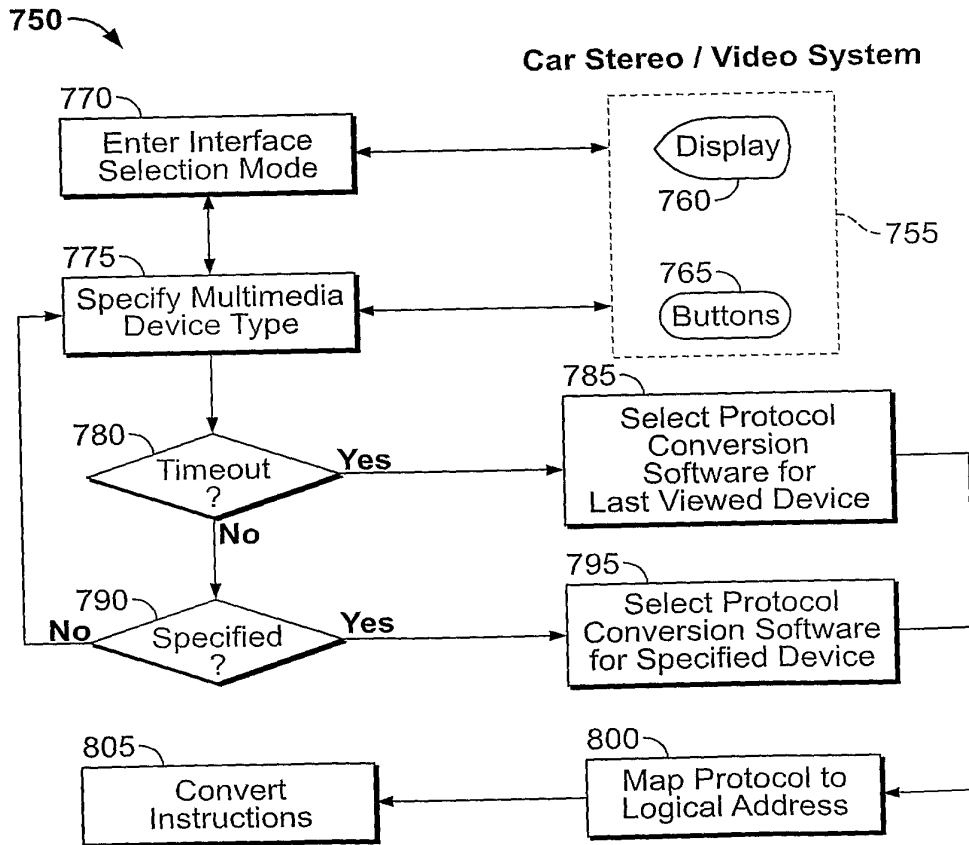 750
Car Stereo / Video System
770
Enter Interface
Selection Mode
Display
760
755
775
Specify Multimedia
Device Type
765
Buttons
785
Select Protocol
Conversion
Software for
Last Viewed Device
780
Timeout
?
Yes
No
795
Select Protocol
Conversion Software
for Specified Device
790
No
Specified
?
Yes
805
Convert
Instructions
800
Map Protocol to
Logical Address